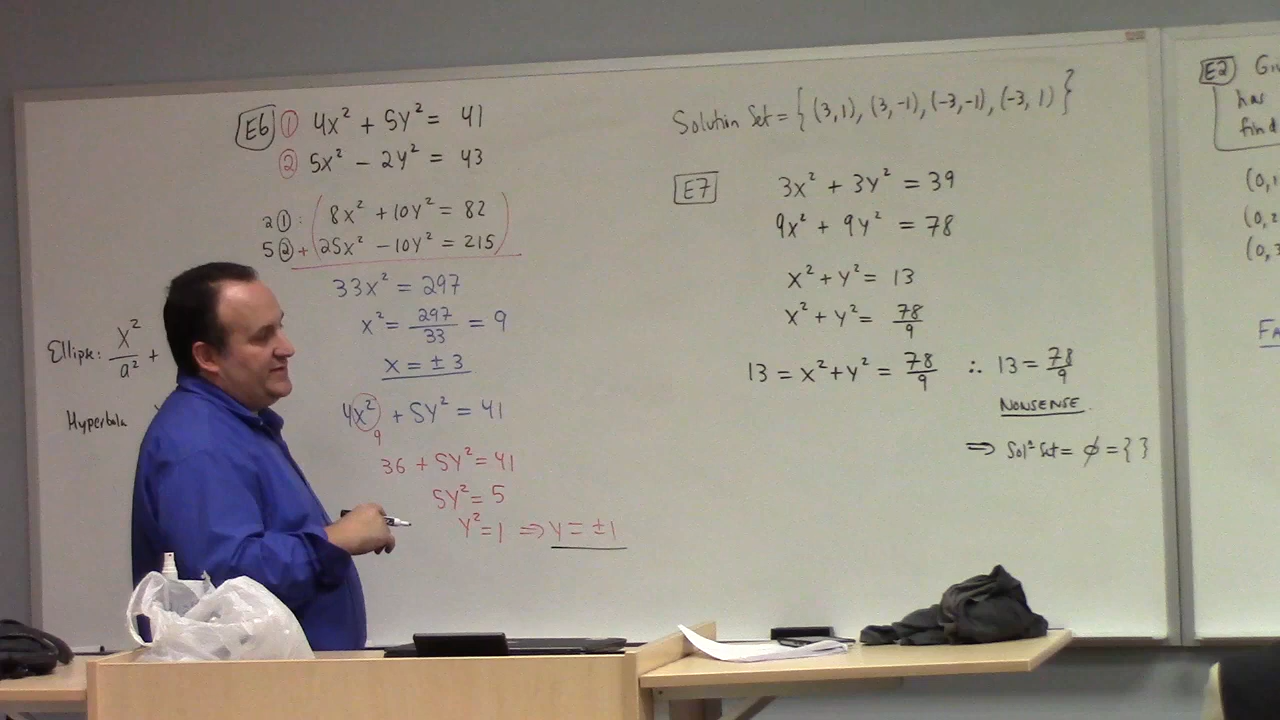 Ellipse: x²/a² +
Hyperbola
E6 ① 4x² + 5y² = 41
② 5x² - 2y² = 43
2①: 8x² + 10y² = 82
5② + 25x² - 10y² = 215
33x² = 297
x² = 297/33 = 9
x = ± 3
4x² + 5y² = 41
9
36 + 5y² = 41
5y² = 5
y² = 1 ⇒ y = ±1
Solution Set = { (3, 1), (3, -1), (-3, -1), (-3, 1) }
E7 3x² + 3y² = 39
9x² + 9y² = 78
x² + y² = 13
x² + y² = 78/9
13 = x² + y² = 78/9 ∴ 13 = 78/9
NONSENSE.
⇒ Solⁿ Set = ϕ = { }
E2
has
find
(0,
(0,
(0,